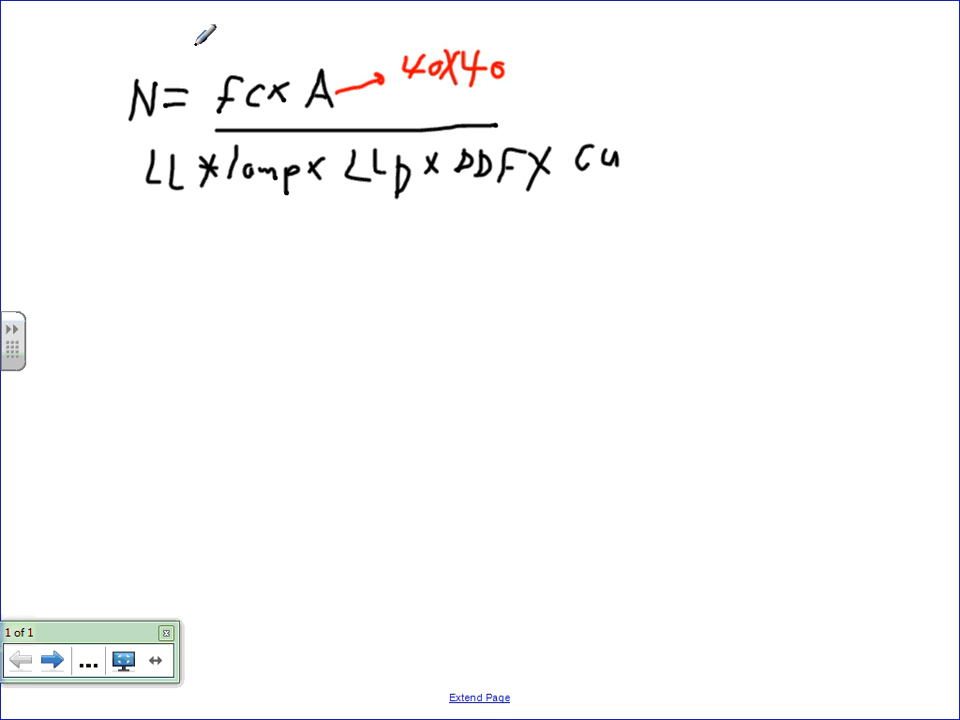 N= fc× A → 40X40
LL *lamp× LLD × DDF× Cu
1 of 1
...
Extend Page